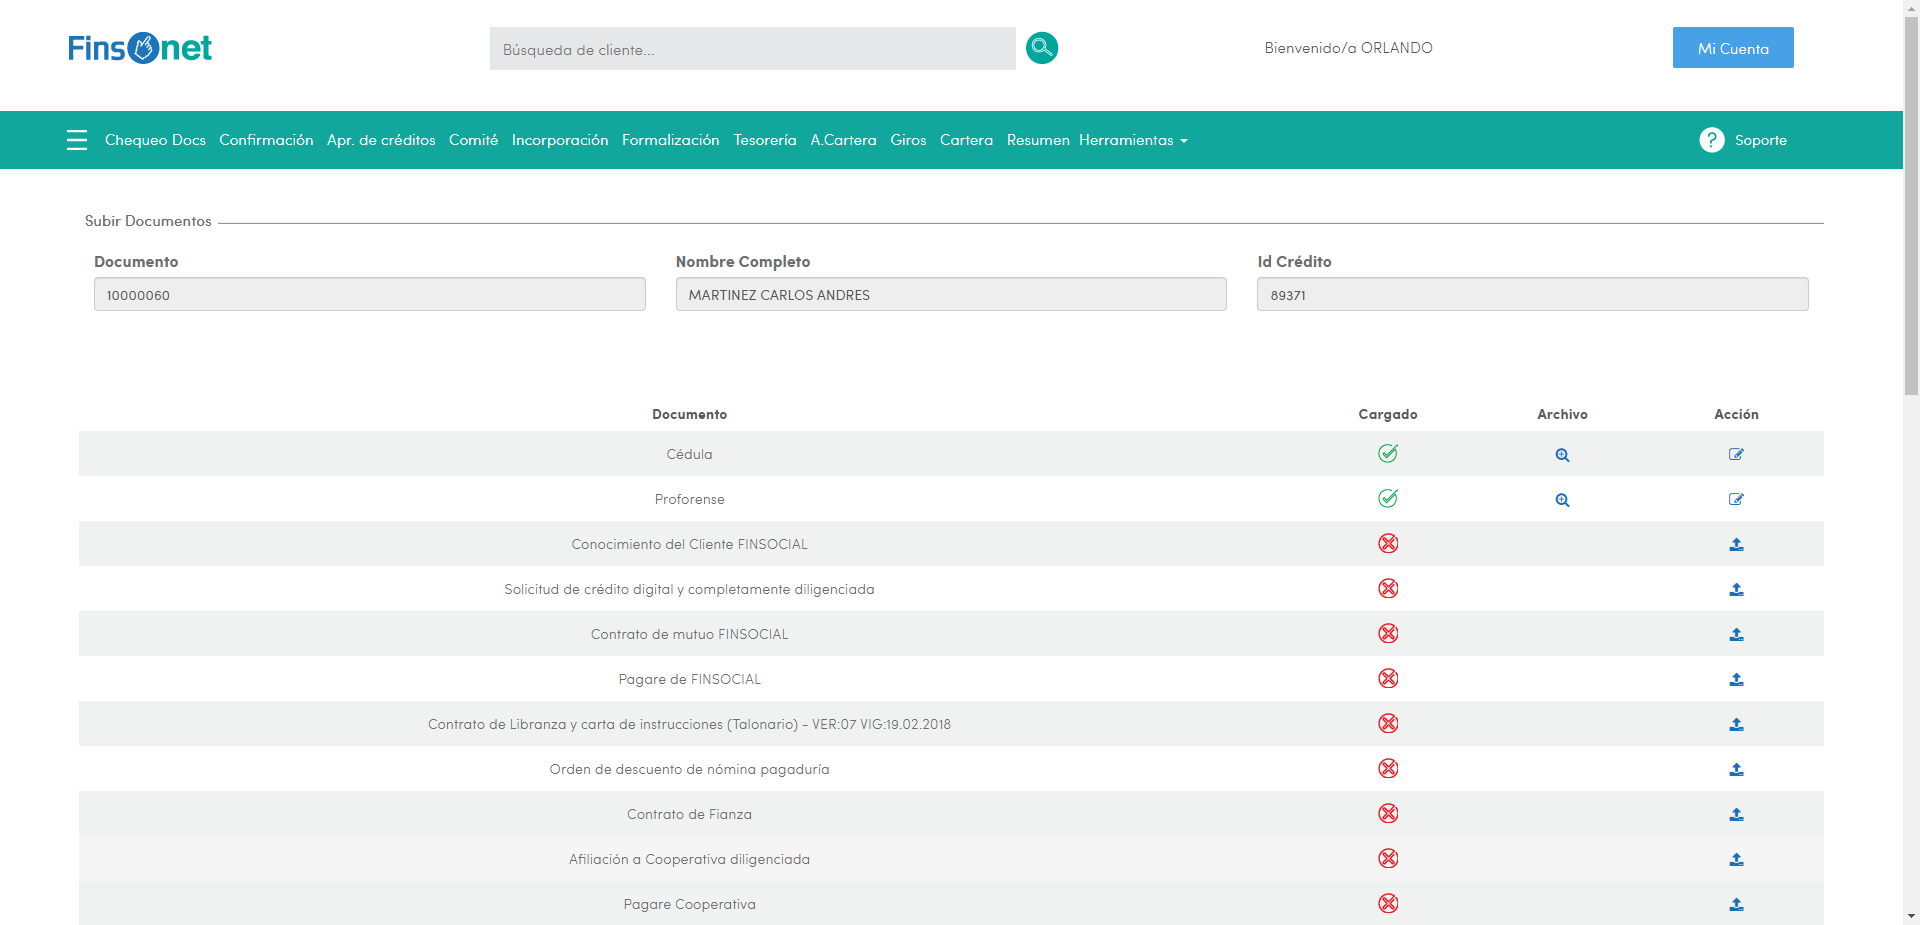 Finsonet
Búsqueda de cliente...
Bienvenido/a ORLANDO
Mi Cuenta
Chequeo Docs Confirmación Apr. de créditos Comité Incorporación Formalización Tesorería A.Cartera Giros Cartera Resumen Herramientas
? Soporte
Subir Documentos
Documento Nombre Completo Id Crédito
10000060 MARTINEZ CARLOS ANDRES 89371
Documento Cargado Archivo Acción
Cédula
Proforense
Conocimiento del Cliente FINSOCIAL
Solicitud de crédito digital y completamente diligenciada
Contrato de mutuo FINSOCIAL
Pagare de FINSOCIAL
Contrato de Libranza y carta de instrucciones (Talonario) - VER:07 VIG:19.02.2018
Orden de descuento de nómina pagaduría
Contrato de Fianza
Afiliación a Cooperativa diligenciada
Pagare Cooperativa